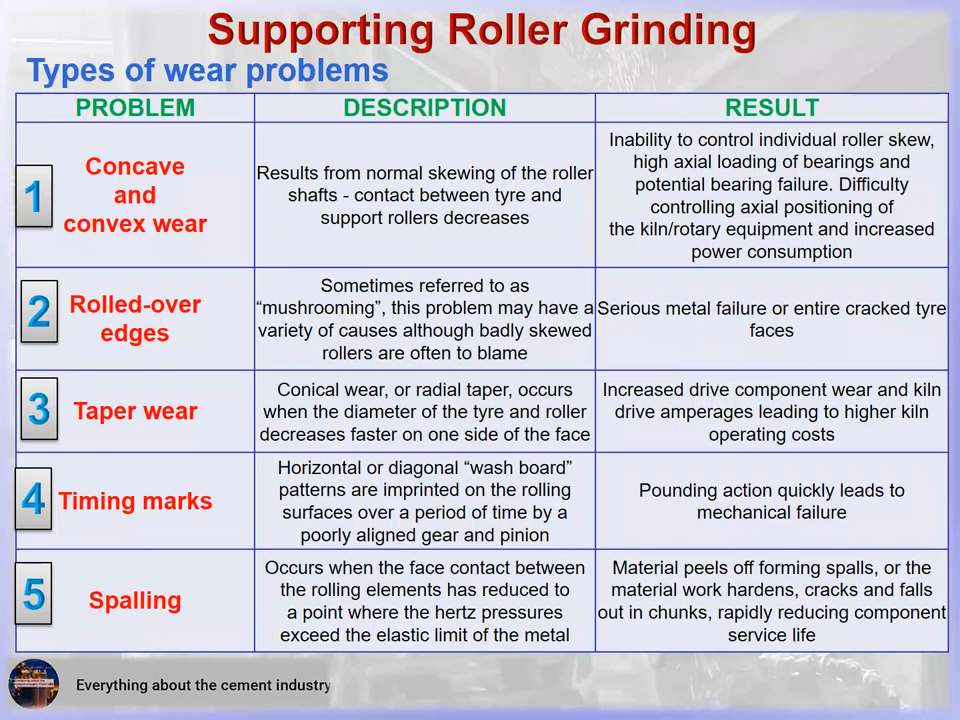 Supporting Roller Grinding
Types of wear problems
PROBLEM
DESCRIPTION
RESULT
1
Concave
and
convex wear
Results from normal skewing of the roller
shafts - contact between tyre and
support rollers decreases
Inability to control individual roller skew,
high axial loading of bearings and
potential bearing failure. Difficulty
controlling axial positioning of
the kiln/rotary equipment and increased
power consumption
2
Rolled-over
edges
Sometimes referred to as
“mushrooming”, this problem may have a
variety of causes although badly skewed
rollers are often to blame
Serious metal failure or entire cracked tyre
faces
3
Taper wear
Conical wear, or radial taper, occurs
when the diameter of the tyre and roller
decreases faster on one side of the face
Increased drive component wear and kiln
drive amperages leading to higher kiln
operating costs
4
Timing marks
Horizontal or diagonal “wash board”
patterns are imprinted on the rolling
surfaces over a period of time by a
poorly aligned gear and pinion
Pounding action quickly leads to
mechanical failure
5
Spalling
Occurs when the face contact between
the rolling elements has reduced to
a point where the hertz pressures
exceed the elastic limit of the metal
Material peels off forming spalls, or the
material work hardens, cracks and falls
out in chunks, rapidly reducing component
service life
Everything about the cement industry